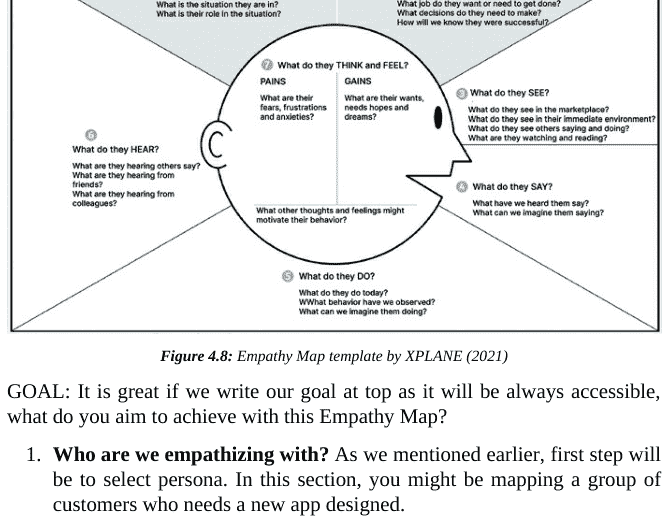 What is the situation they are in?
What is their role in the situation?
What job do they want or need to get done?
What decisions do they need to make?
How will we know they were successful?
7 What do they THINK and FEEL?
PAINS
What are their
fears, frustrations
and anxieties?
GAINS
What are their wants,
needs hopes and
dreams?
What other thoughts and feelings might
motivate their behavior?
3 What do they SEE?
What do they see in the marketplace?
What do they see in their immediate environment?
What do they see others saying and doing?
What are they watching and reading?
4 What do they SAY?
What have we heard them say?
What can we imagine them saying?
5 What do they DO?
What do they do today?
WWhat behavior have we observed?
What can we imagine them doing?
6
What do they HEAR?
What are they hearing others say?
What are they hearing from
friends?
What are they hearing from
colleagues?
Figure 4.8: Empathy Map template by XPLANE (2021)
GOAL: It is great if we write our goal at top as it will be always accessible,
what do you aim to achieve with this Empathy Map?
1. Who are we empathizing with? As we mentioned earlier, first step will
be to select persona. In this section, you might be mapping a group of
customers who needs a new app designed.